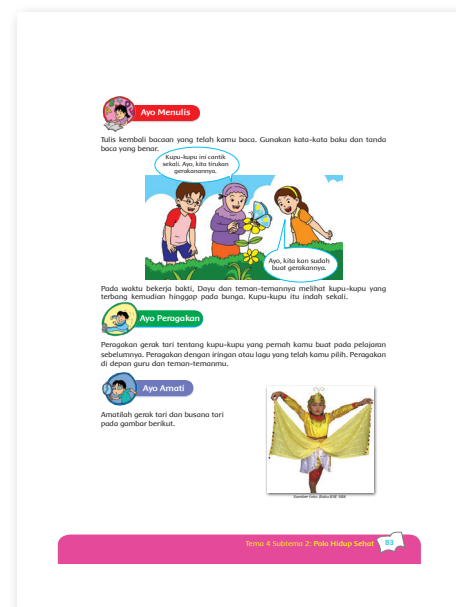 Ayo Menulis
Tulis kembali bacaan yang telah kamu baca. Gunakan kata-kata baku dan tanda
baca yang benar.
Kupu-kupu ini cantik
sekali. Ayo, kita tirukan
gerakanannya.
Ayo, kita kan sudah
buat gerakannya.
Pada waktu bekerja bakti, Dayu dan teman-temannya melihat kupu-kupu yang
terbang kemudian hinggap pada bunga. Kupu-kupu itu indah sekali.
Ayo Peragakan
Peragakan gerak tari tentang kupu-kupu yang pernah kamu buat pada pelajaran
sebelumnya. Peragakan dengan iringan atau lagu yang telah kamu pilih. Peragakan
di depan guru dan teman-temanmu.
Ayo Amati
Amatilah gerak tari dan busana tari
pada gambar berikut.
Tema 4 Subtema 2: Pola Hidup Sehat
83